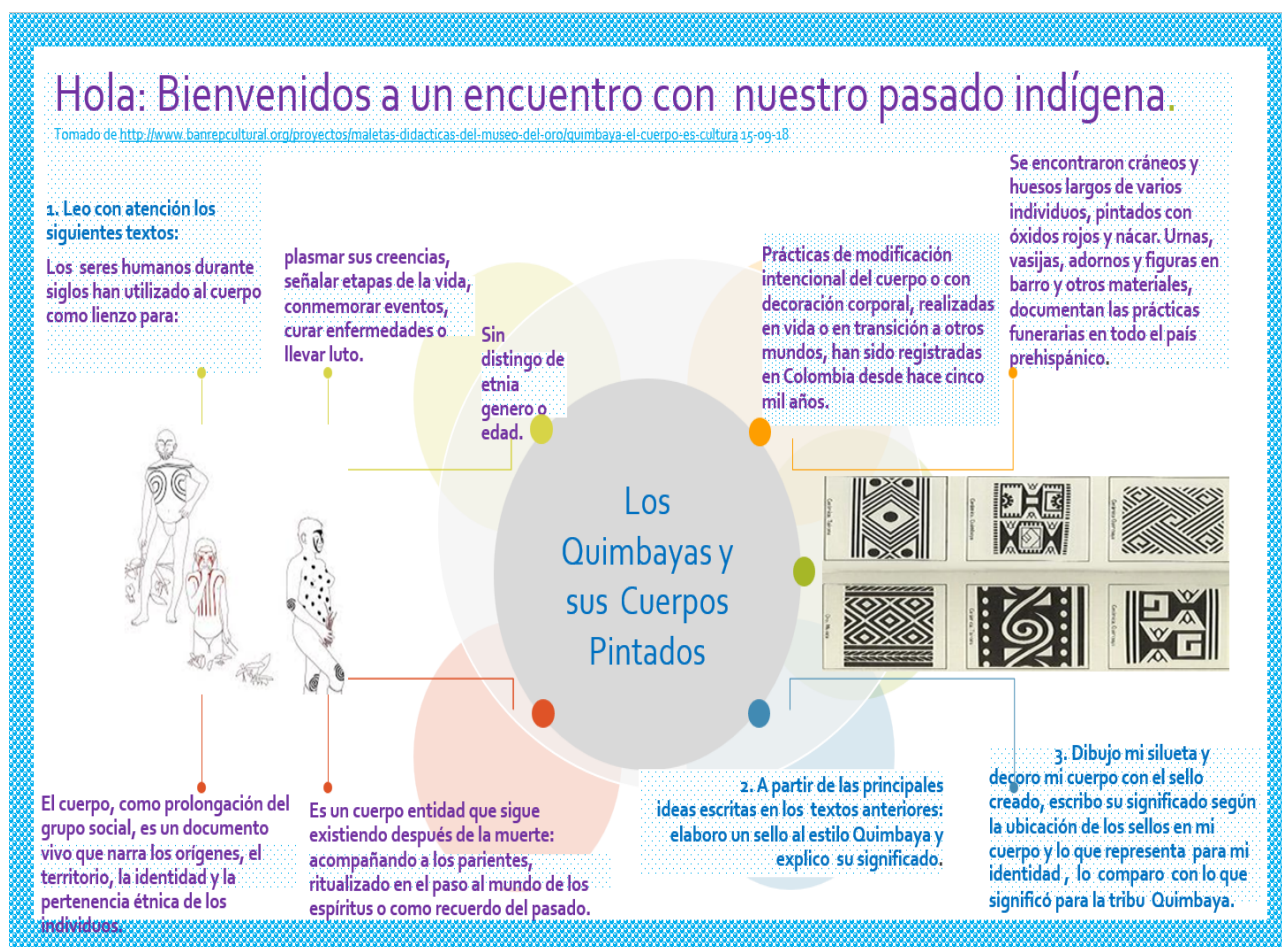 Hola: Bienvenidos a un encuentro con nuestro pasado indígena.
Tomado de http://www.banrepcultural.org/proyectos/maletas-didacticas-del-museo-del-oro/quimbaya-el-cuerpo-es-cultura 15-09-18
1. Leo con atención los
siguientes textos:
Los seres humanos durante
siglos han utilizado al cuerpo
como lienzo para:
plasmar sus creencias,
señalar etapas de la vida,
conmemorar eventos,
curar enfermedades o
llevar luto.
Sin
distingo de
etnia
genero o
edad.
Prácticas de modificación
intencional del cuerpo o con
decoración corporal, realizadas
en vida o en transición a otros
mundos, han sido registradas
en Colombia desde hace cinco
mil años.
Se encontraron cráneos y
huesos largos de varios
individuos, pintados con
óxidos rojos y nácar. Urnas,
vasijas, adornos y figuras en
barro y otros materiales,
documentan las prácticas
funerarias en todo el país
prehispánico.
Los
Quimbayas y
sus Cuerpos
Pintados
El cuerpo, como prolongación del
grupo social, es un documento
vivo que narra los orígenes, el
territorio, la identidad y la
pertenencia étnica de los
individuos.
Es un cuerpo entidad que sigue
existiendo después de la muerte:
acompañando a los parientes,
ritualizado en el paso al mundo de los
espíritus o como recuerdo del pasado.
2. A partir de las principales
ideas escritas en los textos anteriores:
elaboro un sello al estilo Quimbaya y
explico su significado.
3. Dibujo mi silueta y
decoro mi cuerpo con el sello
creado, escribo su significado según
la ubicación de los sellos en mi
cuerpo y lo que representa para mi
identidad , lo comparo con lo que
significó para la tribu Quimbaya.